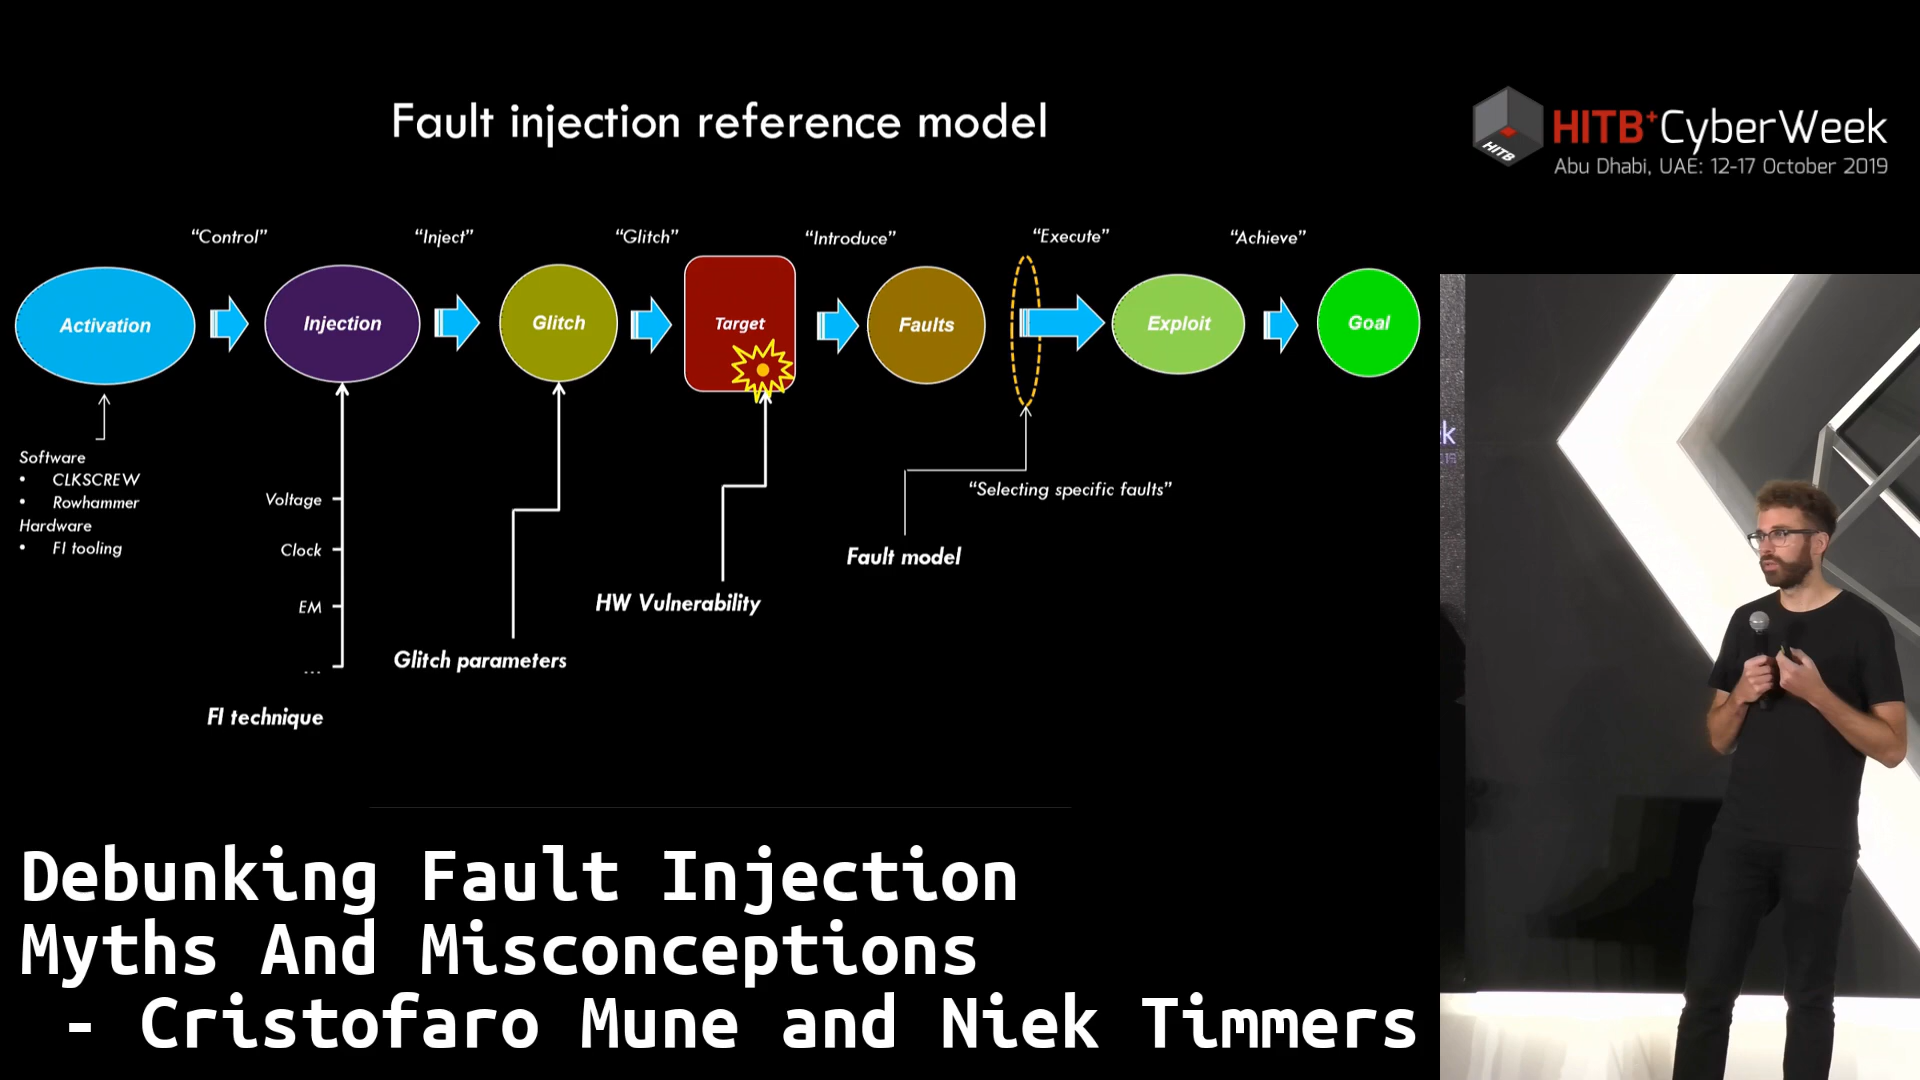 Fault injection reference model
HITB
HITB+CyberWeek
Abu Dhabi, UAE: 12-17 October 2019
“Control”
“Inject”
“Glitch”
“Introduce”
“Execute”
“Achieve”
Activation
Injection
Glitch
Target
Faults
Exploit
Goal
Software
• CLKSCREW
• Rowhammer
Hardware
• FI tooling
Voltage
Clock
EM
...
FI technique
Glitch parameters
HW Vulnerability
Fault model
“Selecting specific faults”
k
Debunking Fault Injection
Myths And Misconceptions
- Cristofaro Mune and Niek Timmers